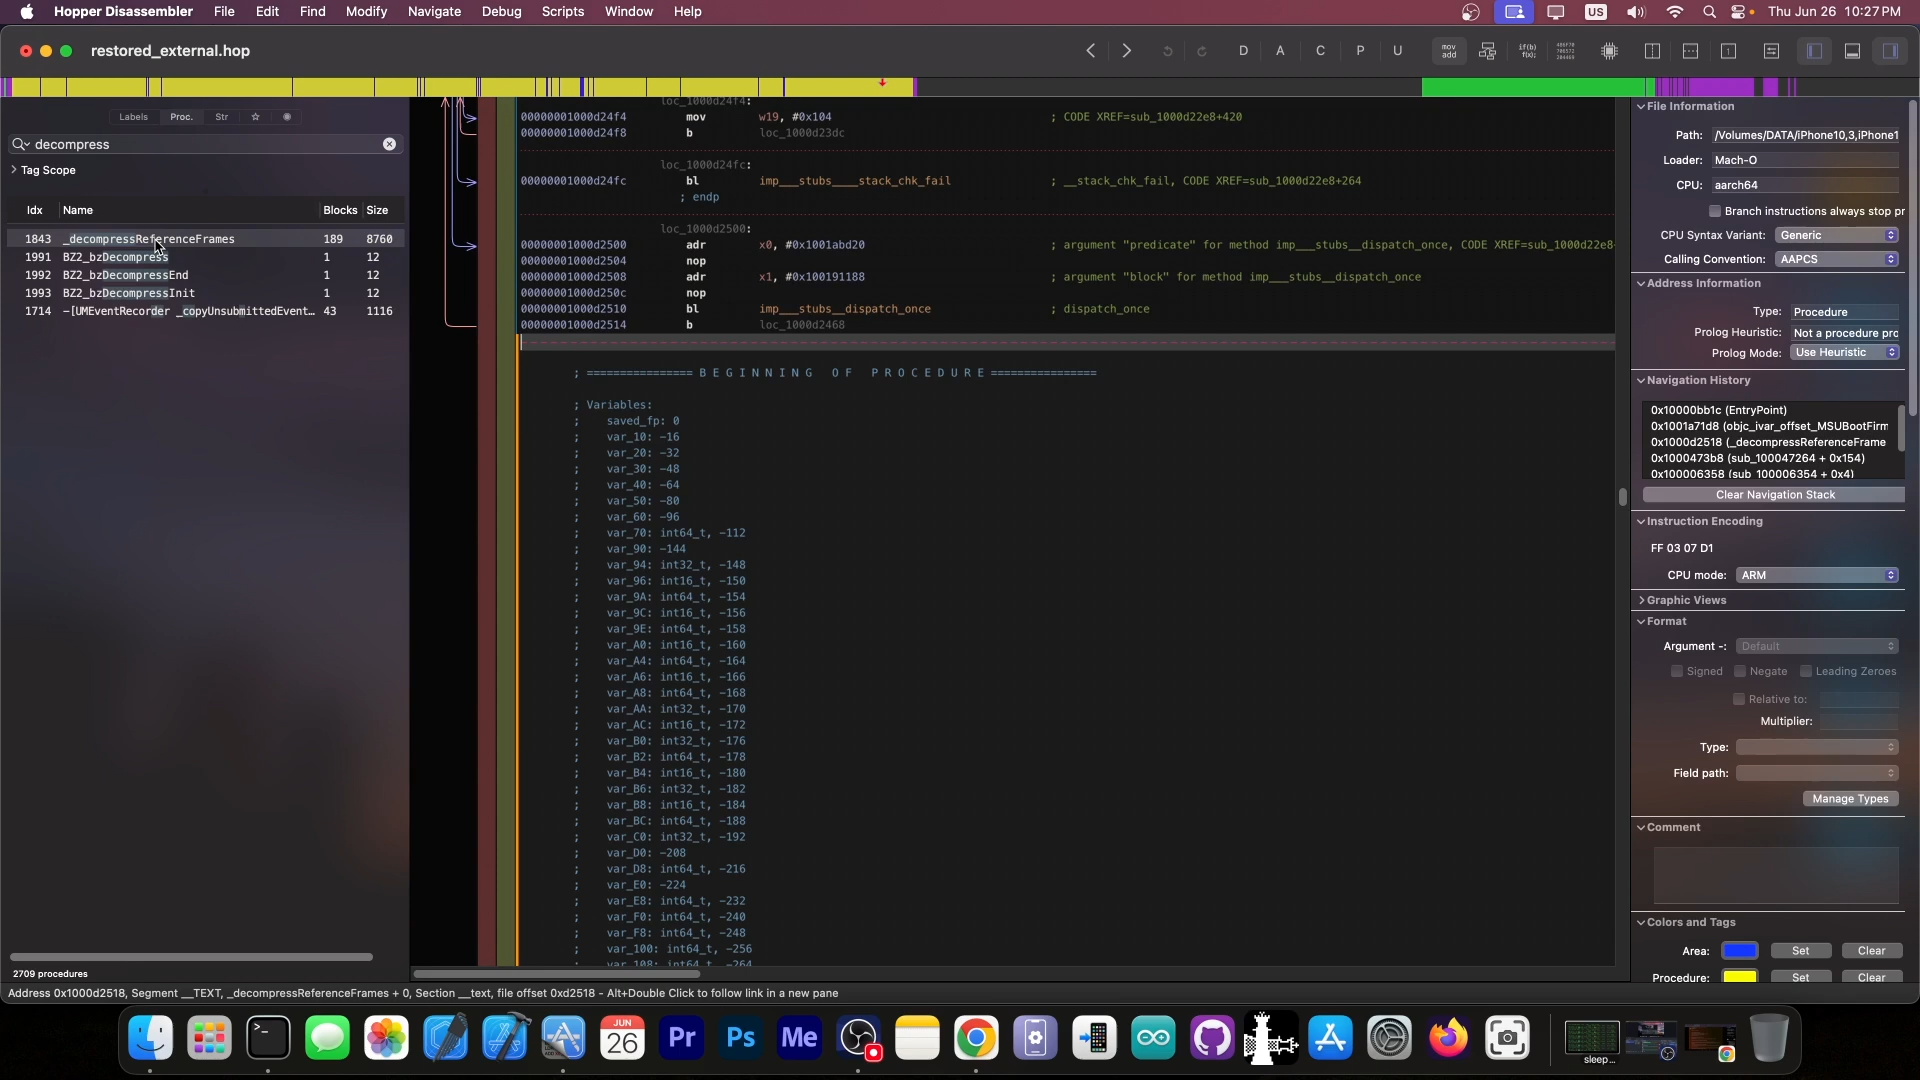 Hopper Disassembler File Edit Find Modify Navigate Debug Scripts Window Help US Thu Jun 26 10:27 PM
restored_external.hop D A C P U mov add if(b) f(x);
Labels Proc. Str
decompress
Tag Scope
Idx Name Blocks Size
1843 _decompressReferenceFrames 189 8760
1991 BZ2_bzDecompress 1 12
1992 BZ2_bzDecompressEnd 1 12
1993 BZ2_bzDecompressInit 1 12
1714 -[UMEventRecorder _copyUnsubmittedEvent... 43 1116
2709 procedures
loc_1000d24f4:
00000001000d24f4 mov w19, #0x104 ; CODE XREF=sub_1000d22e8+420
00000001000d24f8 b loc_1000d23dc
loc_1000d24fc:
00000001000d24fc bl imp___stubs____stack_chk_fail ; __stack_chk_fail, CODE XREF=sub_1000d22e8+264
; endp
loc_1000d2500:
00000001000d2500 adr x0, #0x1001abd20 ; argument "predicate" for method imp___stubs__dispatch_once, CODE XREF=sub_1000d22e8+
00000001000d2504 nop
00000001000d2508 adr x1, #0x100191188 ; argument "block" for method imp___stubs__dispatch_once
00000001000d250c nop
00000001000d2510 bl imp___stubs__dispatch_once ; dispatch_once
00000001000d2514 b loc_1000d2468
; ================ B E G I N N I N G   O F   P R O C E D U R E ================
; Variables:
; saved_fp: 0
; var_10: -16
; var_20: -32
; var_30: -48
; var_40: -64
; var_50: -80
; var_60: -96
; var_70: int64_t, -112
; var_90: -144
; var_94: int32_t, -148
; var_96: int16_t, -150
; var_9A: int64_t, -154
; var_9C: int16_t, -156
; var_9E: int64_t, -158
; var_A0: int16_t, -160
; var_A4: int64_t, -164
; var_A6: int16_t, -166
; var_A8: int64_t, -168
; var_AA: int32_t, -170
; var_AC: int16_t, -172
; var_B0: int32_t, -176
; var_B2: int64_t, -178
; var_B4: int16_t, -180
; var_B6: int32_t, -182
; var_B8: int16_t, -184
; var_BC: int64_t, -188
; var_C0: int32_t, -192
; var_D0: -208
; var_D8: int64_t, -216
; var_E0: -224
; var_E8: int64_t, -232
; var_F0: int64_t, -240
; var_F8: int64_t, -248
; var_100: int64_t, -256
; var_108: int64_t, -264
File Information
Path: /Volumes/DATA/iPhone10,3,iPhone1
Loader: Mach-O
CPU: aarch64
Branch instructions always stop pr
CPU Syntax Variant: Generic
Calling Convention: AAPCS
Address Information
Type: Procedure
Prolog Heuristic: Not a procedure pro
Prolog Mode: Use Heuristic
Navigation History
0x10000bb1c (EntryPoint)
0x1001a71d8 (objc_ivar_offset_MSUBootFirm
0x1000d2518 (_decompressReferenceFrame
0x1000473b8 (sub_100047264 + 0x154)
0x100006358 (sub_100006354 + 0x4)
Clear Navigation Stack
Instruction Encoding
FF 03 07 D1
CPU mode: ARM
Graphic Views
Format
Argument -: Default
Signed Negate Leading Zeroes
Relative to:
Multiplier:
Type:
Field path:
Manage Types
Comment
Colors and Tags
Area: Set Clear
Procedure: Set Clear
Address 0x1000d2518, Segment __TEXT, _decompressReferenceFrames + 0, Section __text, file offset 0xd2518 - Alt+Double Click to follow link in a new pane
JUN
26
Pr Ps Me
sleep...